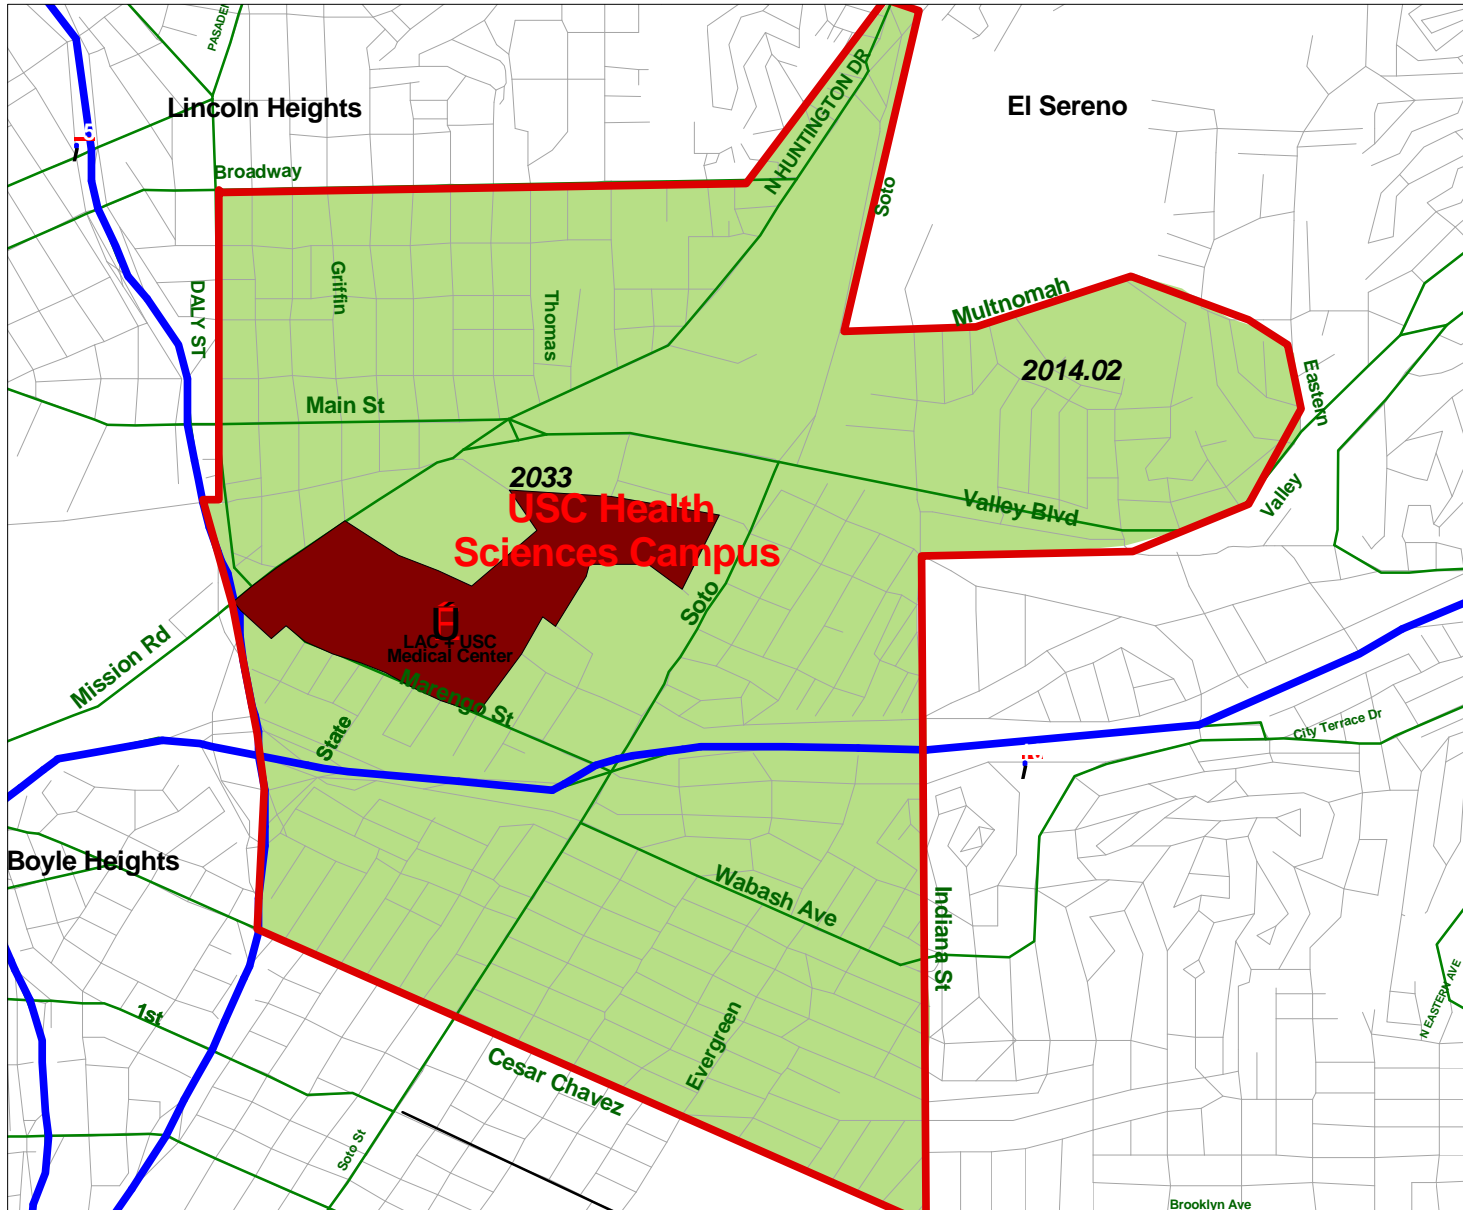 PASADEN
Lincoln Heights
El Sereno
5
N HUNTINGTON DR
Broadway
Soto
DALY ST
Griffin
Thomas
Multnomah
2014.02
Eastern
Main St
2033
USC Health
Sciences Campus
Valley Blvd
Valley
Soto
LAC + USC
Medical Center
Mission Rd
Marengo St
State
City Terrace Dr
Boyle Heights
Wabash Ave
Indiana St
N EASTERN AVE
1st
Evergreen
Cesar Chavez
Soto St
Brooklyn Ave